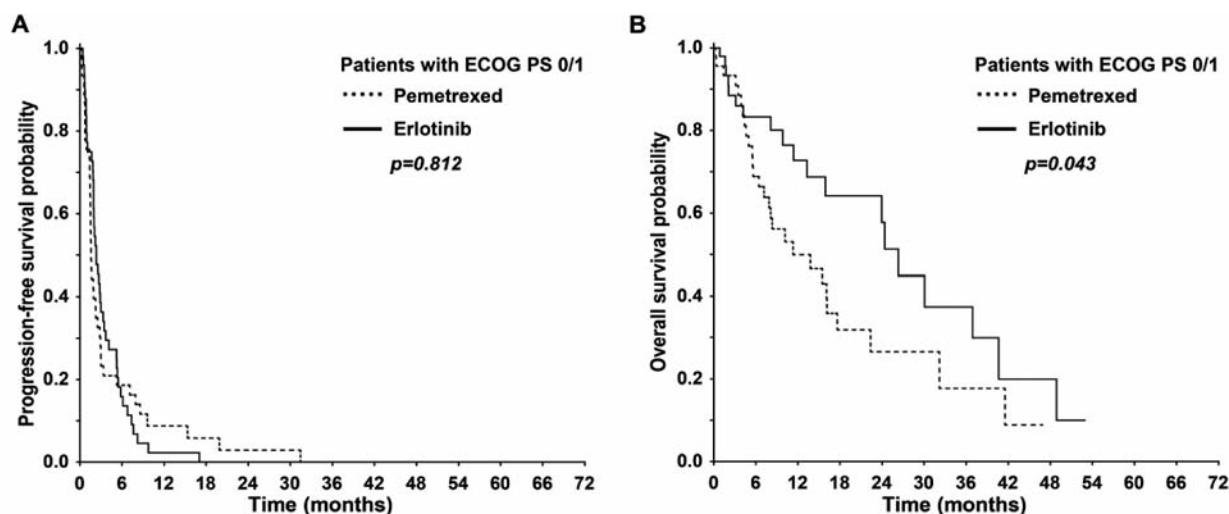 A
Progression-free survival probability
1.0
0.8
0.6
0.4
0.2
0.0
Patients with ECOG PS 0/1
Pemetrexed
Erlotinib
p=0.812
0 6 12 18 24 30 36 42 48 54 60 66 72
Time (months)
B
Overall survival probability
1.0
0.8
0.6
0.4
0.2
0.0
Patients with ECOG PS 0/1
Pemetrexed
Erlotinib
p=0.043
0 6 12 18 24 30 36 42 48 54 60 66 72
Time (months)